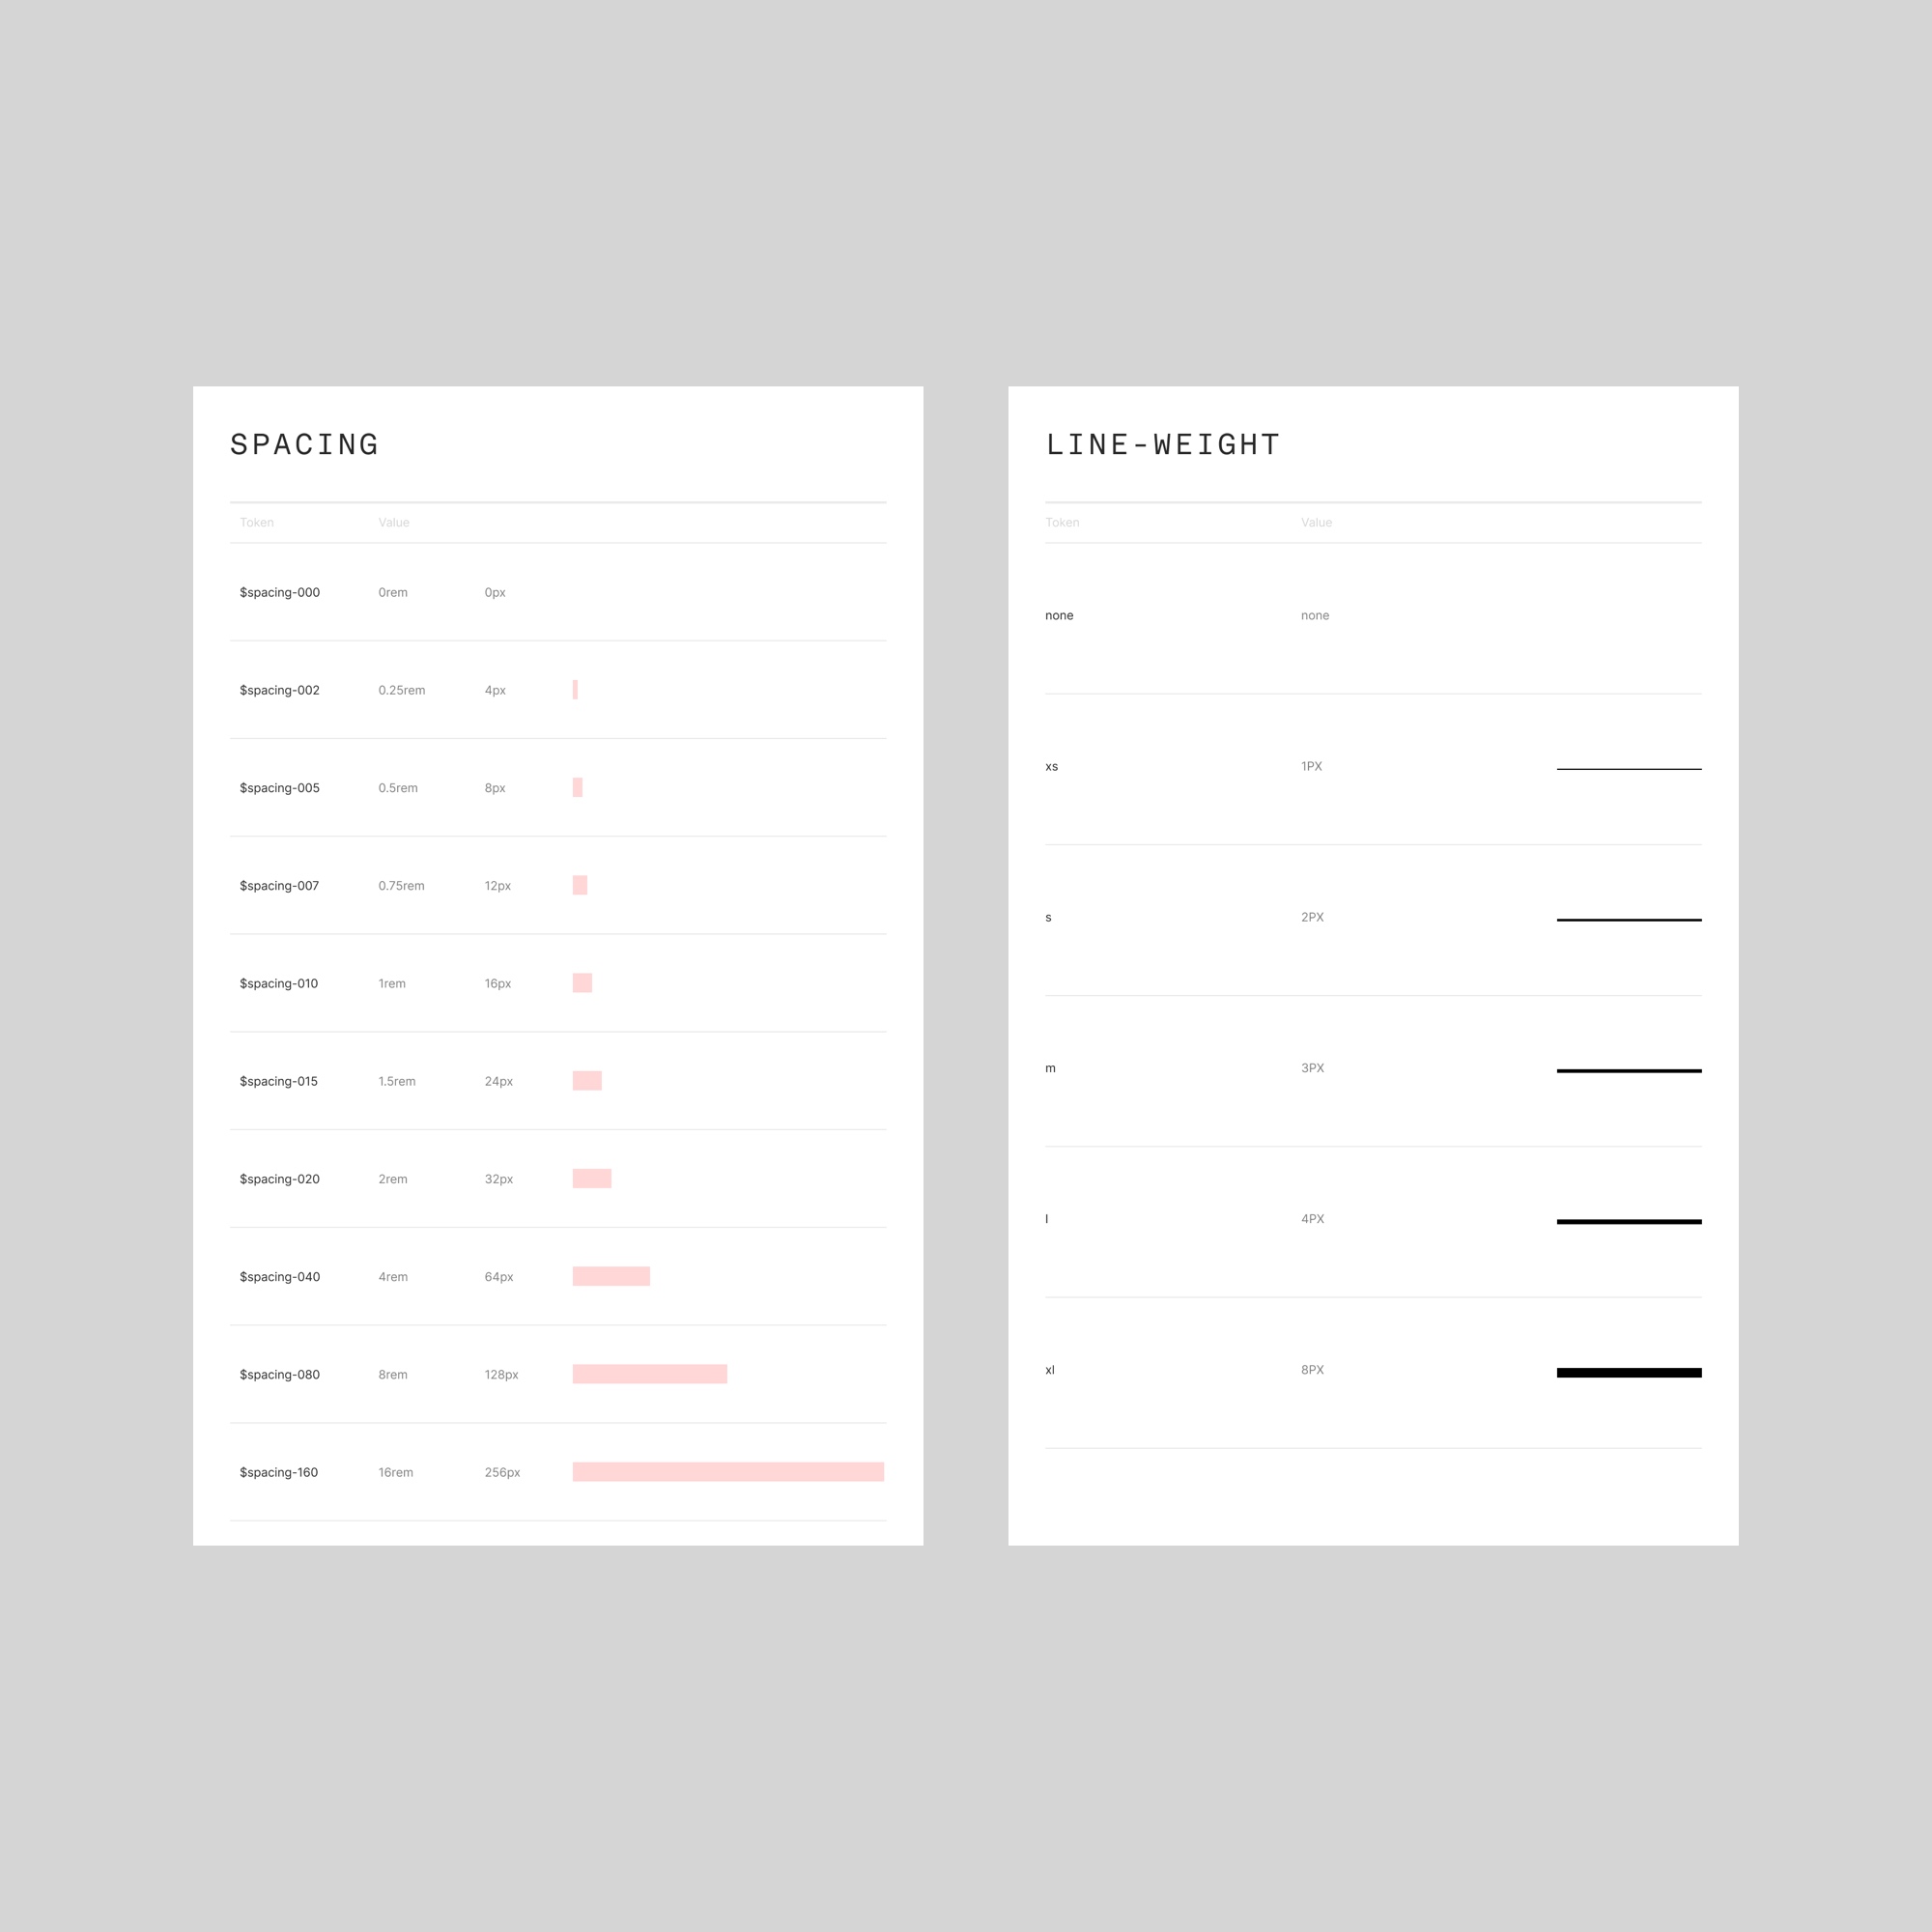 SPACING
Token Value
$spacing-000 0rem 0px
$spacing-002 0.25rem 4px
$spacing-005 0.5rem 8px
$spacing-007 0.75rem 12px
$spacing-010 1rem 16px
$spacing-015 1.5rem 24px
$spacing-020 2rem 32px
$spacing-040 4rem 64px
$spacing-080 8rem 128px
$spacing-160 16rem 256px
LINE-WEIGHT
Token Value
none none
xs 1PX
s 2PX
m 3PX
l 4PX
xl 8PX